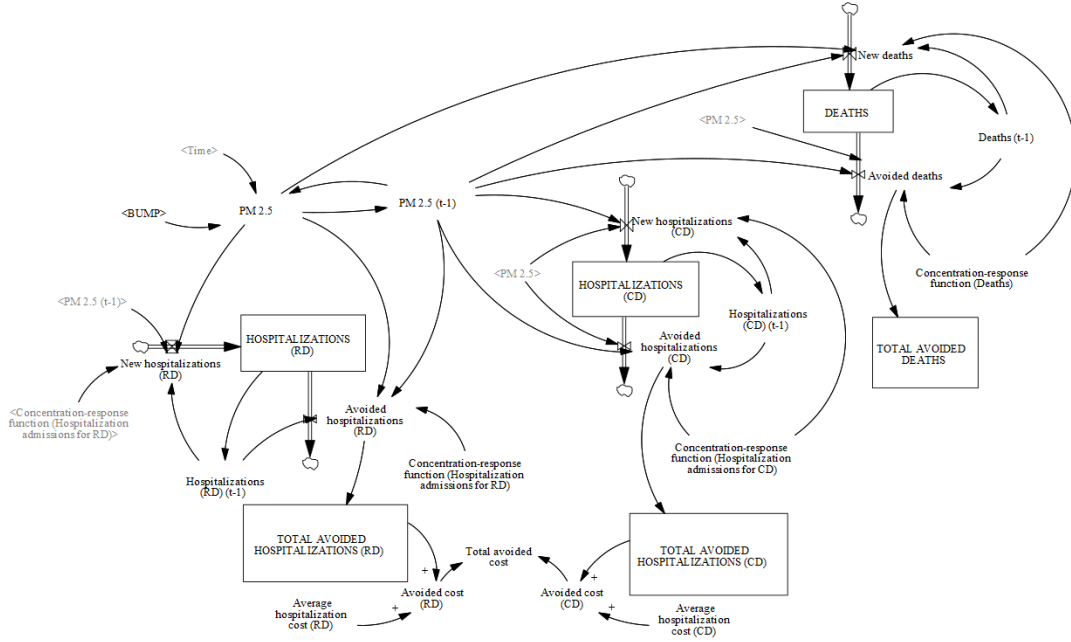 New deaths
DEATHS
<PM 2.5>
Deaths (t-1)
<Time>
Avoided deaths
PM 2.5
PM 2.5 (t-1)
<BUMP>
New hospitalizations
(CD)
<PM 2.5>
HOSPITALIZATIONS
(CD)
Concentration-response
function (Deaths)
<PM 2.5 (t-1)>
Hospitalizations
(CD) (t-1)
HOSPITALIZATIONS
(RD)
Avoided
hospitalizations
(CD)
TOTAL AVOIDED
DEATHS
New hospitalizations
(RD)
<Concentration-response
function (Hospitalization
admissions for RD)>
Avoided
hospitalizations
(RD)
Concentration-response
function (Hospitalization
admissions for CD)
Concentration-response
function (Hospitalization
admissions for RD)
Hospitalizations
(RD) (t-1)
TOTAL AVOIDED
HOSPITALIZATIONS (RD)
Total avoided
cost
TOTAL AVOIDED
HOSPITALIZATIONS (CD)
+
+
Avoided cost
(RD)
Avoided cost
(CD)
+
+
Average
hospitalization
cost (RD)
Average
hospitalization
cost (CD)